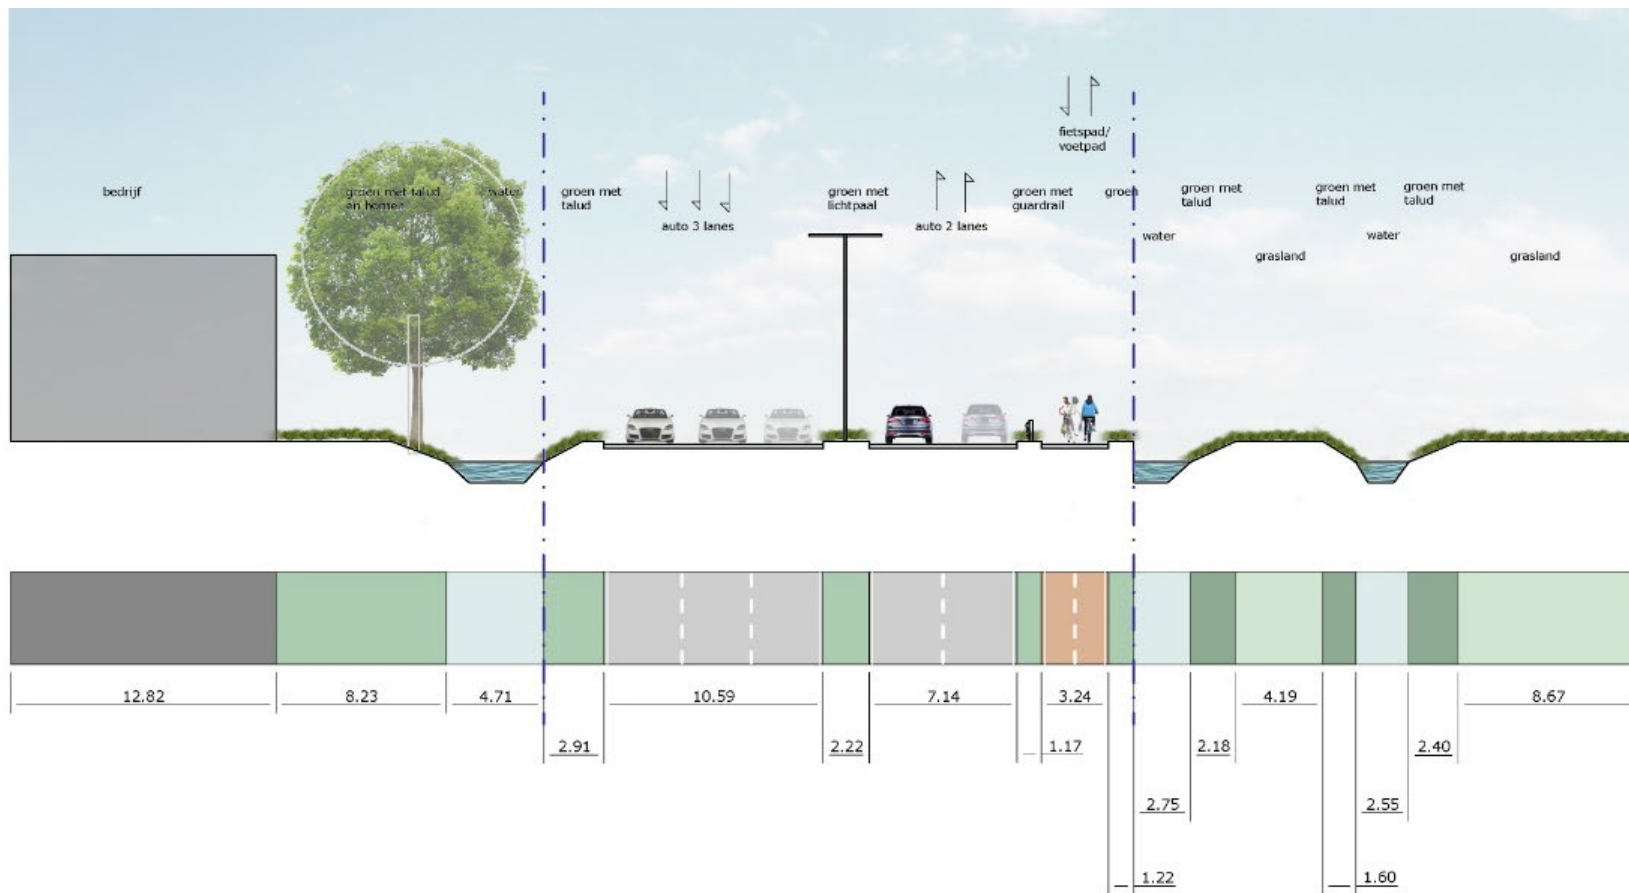 fietspad/
voetpad
bedrijf
groen met talud
en bomen
water
groen met
talud
auto 3 lanes
groen met
lichtpaal
auto 2 lanes
groen met
guardrail
groen
water
groen met
talud
grasland
groen met
talud
water
groen met
talud
grasland
12.82
8.23
4.71
10.59
7.14
3.24
4.19
8.67
2.91
2.22
1.17
2.18
2.40
2.75
2.55
1.22
1.60